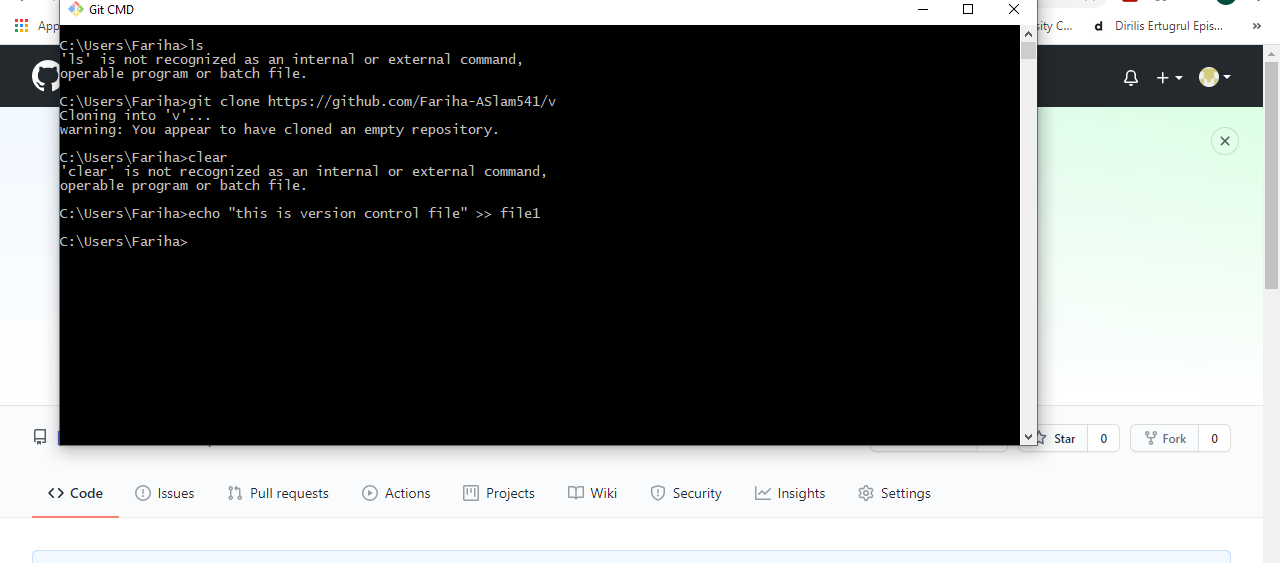 Git CMD
App
sity C...
d Dirilis Ertugrul Epis...
»
C:\Users\Fariha>ls
'ls' is not recognized as an internal or external command,
operable program or batch file.
C:\Users\Fariha>git clone https://github.com/Fariha-ASlam541/v
Cloning into 'v'...
warning: You appear to have cloned an empty repository.
C:\Users\Fariha>clear
'clear' is not recognized as an internal or external command,
operable program or batch file.
C:\Users\Fariha>echo "this is version control file" >> file1
C:\Users\Fariha>
Star 0 Fork 0
Code Issues Pull requests Actions Projects Wiki Security Insights Settings